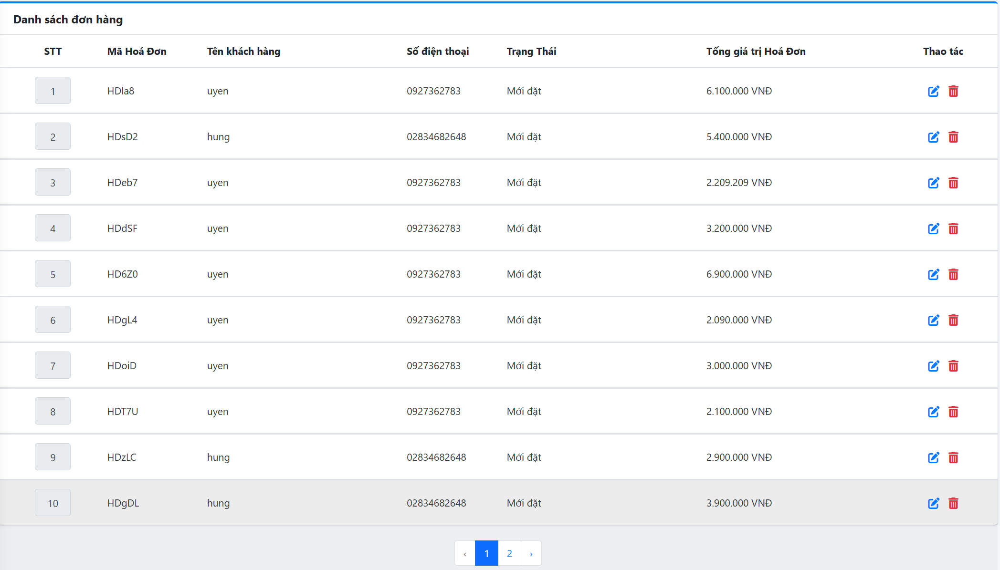 Danh sách đơn hàng
STT Mã Hoá Đơn Tên khách hàng Số điện thoại Trạng Thái Tổng giá trị Hoá Đơn Thao tác
1 HDla8 uyen 0927362783 Mới đặt 6.100.000 VNĐ
2 HDsD2 hung 02834682648 Mới đặt 5.400.000 VNĐ
3 HDeb7 uyen 0927362783 Mới đặt 2.209.209 VNĐ
4 HDdSF uyen 0927362783 Mới đặt 3.200.000 VNĐ
5 HD6Z0 uyen 0927362783 Mới đặt 6.900.000 VNĐ
6 HDgL4 uyen 0927362783 Mới đặt 2.090.000 VNĐ
7 HDoiD uyen 0927362783 Mới đặt 3.000.000 VNĐ
8 HDT7U uyen 0927362783 Mới đặt 2.100.000 VNĐ
9 HDzLC hung 02834682648 Mới đặt 2.900.000 VNĐ
10 HDgDL hung 02834682648 Mới đặt 3.900.000 VNĐ
‹ 1 2 ›